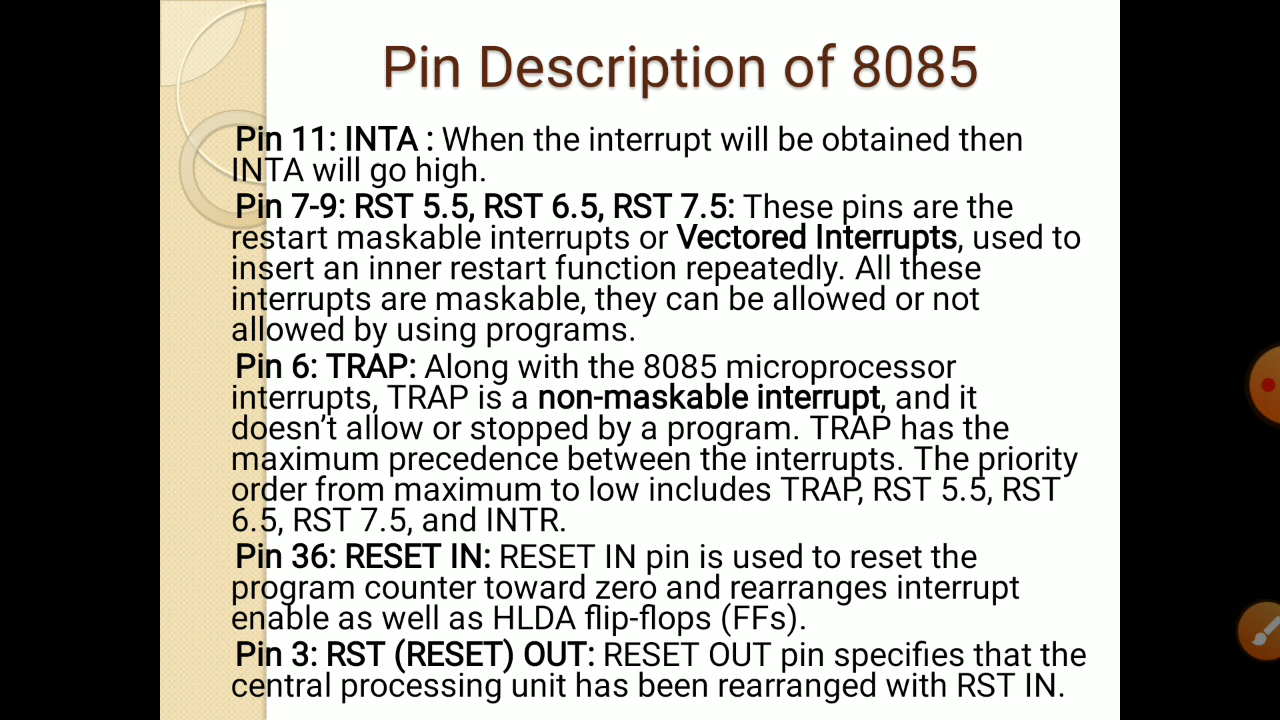 Pin Description of 8085
Pin 11: INTA : When the interrupt will be obtained then
INTA will go high.
Pin 7-9: RST 5.5, RST 6.5, RST 7.5: These pins are the
restart maskable interrupts or Vectored Interrupts, used to
insert an inner restart function repeatedly. All these
interrupts are maskable, they can be allowed or not
allowed by using programs.
Pin 6: TRAP: Along with the 8085 microprocessor
interrupts, TRAP is a non-maskable interrupt, and it
doesn’t allow or stopped by a program. TRAP has the
maximum precedence between the interrupts. The priority
order from maximum to low includes TRAP, RST 5.5, RST
6.5, RST 7.5, and INTR.
Pin 36: RESET IN: RESET IN pin is used to reset the
program counter toward zero and rearranges interrupt
enable as well as HLDA flip-flops (FFs).
Pin 3: RST (RESET) OUT: RESET OUT pin specifies that the
central processing unit has been rearranged with RST IN.